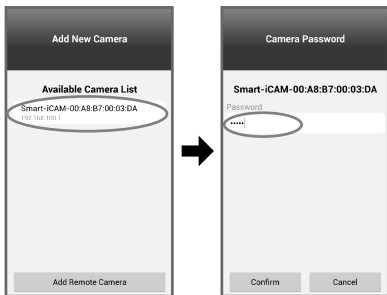 Add New Camera
Available Camera List
Smart-iCAM-00:A8:B7:00:03:DA
192.168.100.1
Add Remote Camera
Camera Password
Smart-iCAM-00:A8:B7:00:03:DA
Password
•••••
Confirm
Cancel